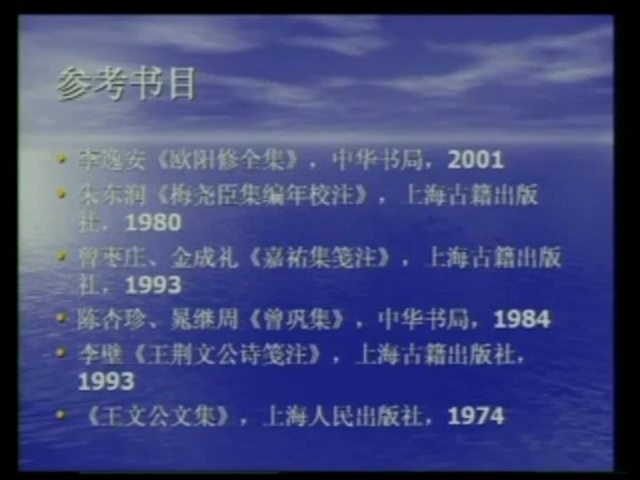 参考书目
李逸安《欧阳修全集》，中华书局，2001
朱东润《梅尧臣集编年校注》，上海古籍出版
社，1980
曾枣庄、金成礼《嘉祐集笺注》，上海古籍出版
社，1993
陈杏珍、晁继周《曾巩集》，中华书局，1984
李壁《王荆文公诗笺注》，上海古籍出版社，
1993
《王文公文集》，上海人民出版社，1974